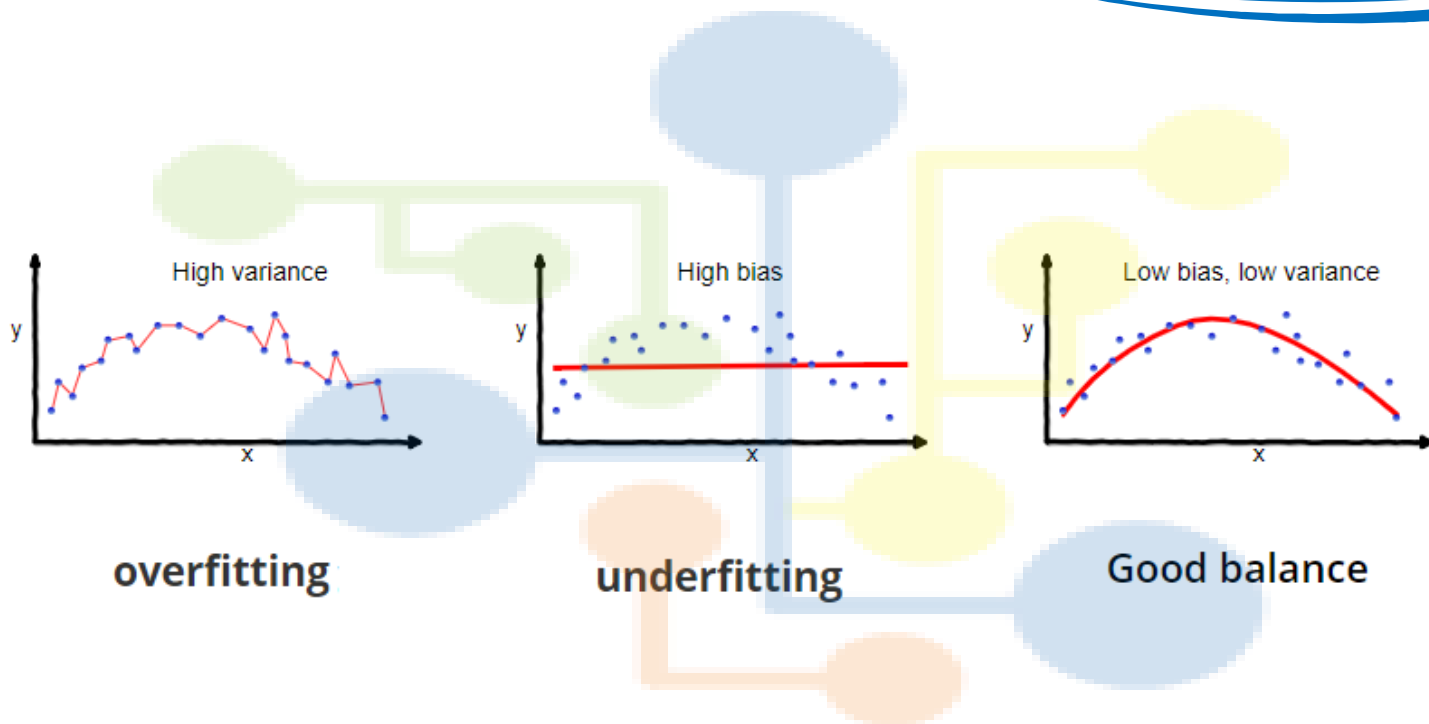 High variance
y
x
overfitting
High bias
y
x
underfitting
Low bias, low variance
y
x
Good balance